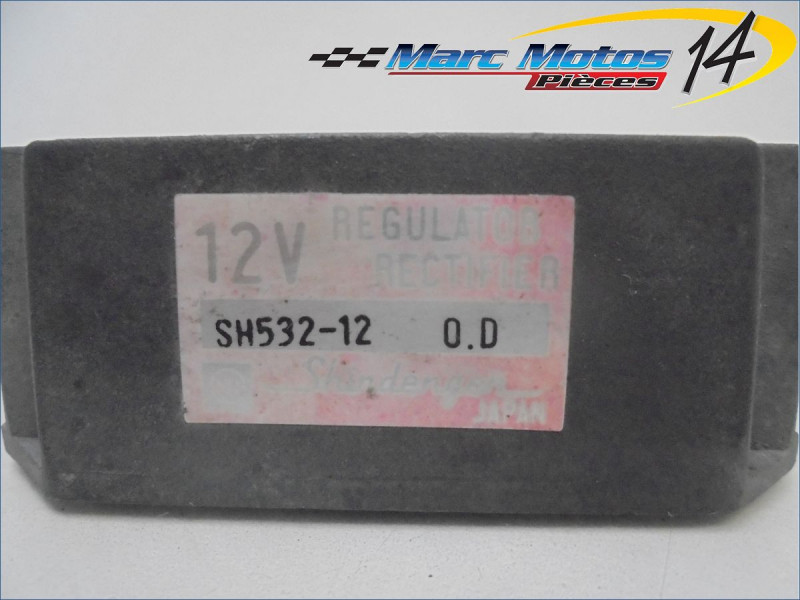 Marc Motos 14
Pièces
12V REGULATOR
RECTIFIER
SH532-12 O.D
Shindengen
JAPAN